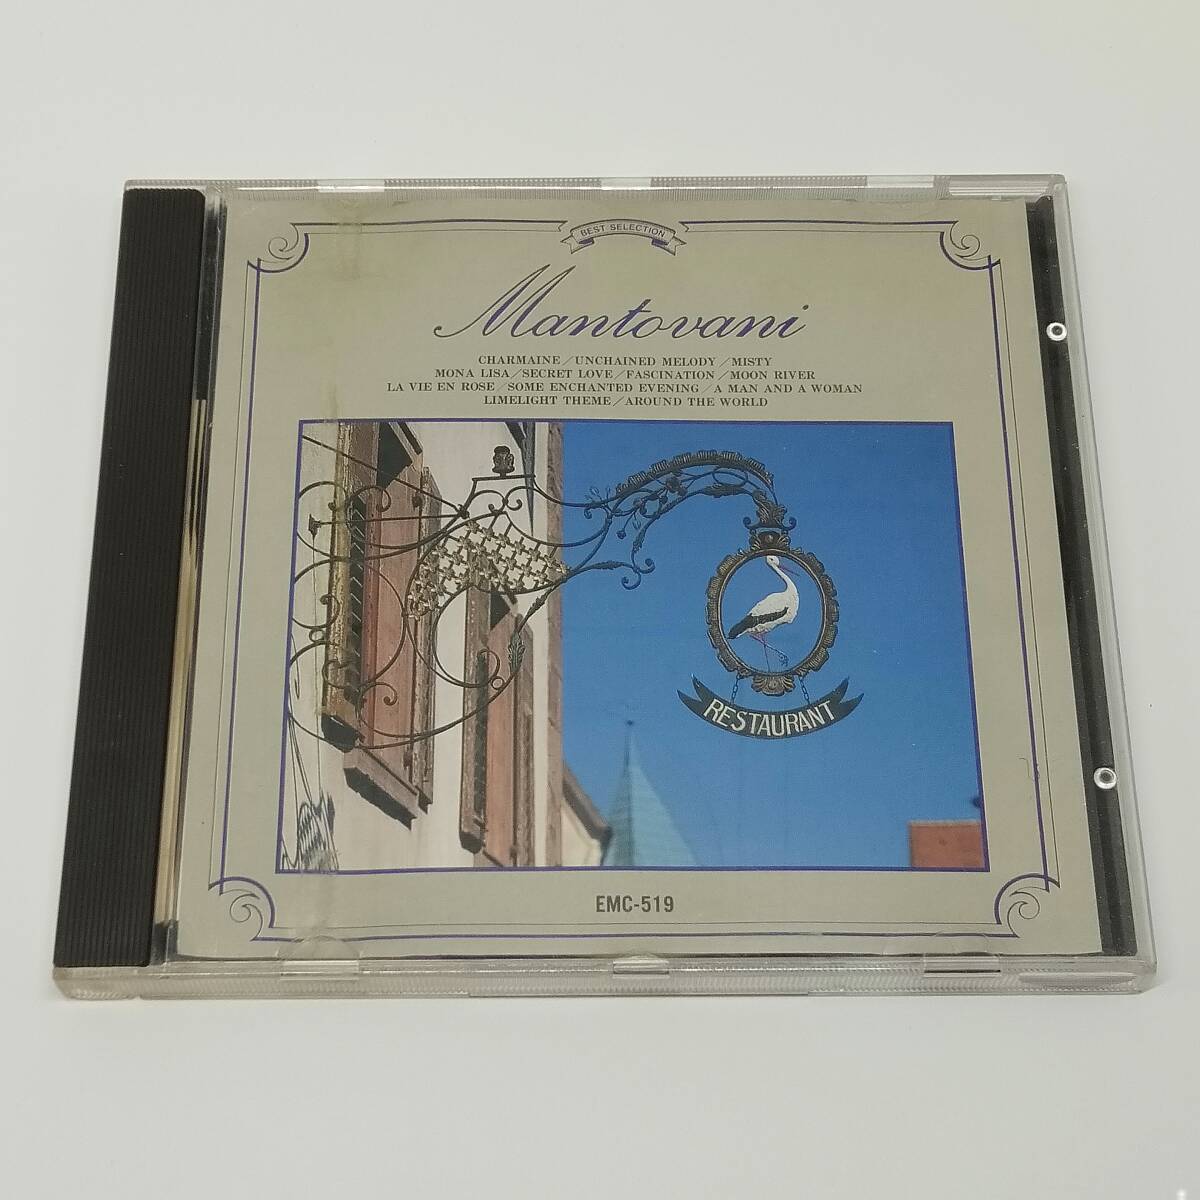 BEST SELECTION
Mantovani
CHARMAINE/UNCHAINED MELODY/MISTY
MONA LISA/SECRET LOVE/FASCINATION/MOON RIVER
LA VIE EN ROSE/SOME ENCHANTED EVENING/A MAN AND A WOMAN
LIMELIGHT THEME/AROUND THE WORLD
RESTAURANT
EMC-519